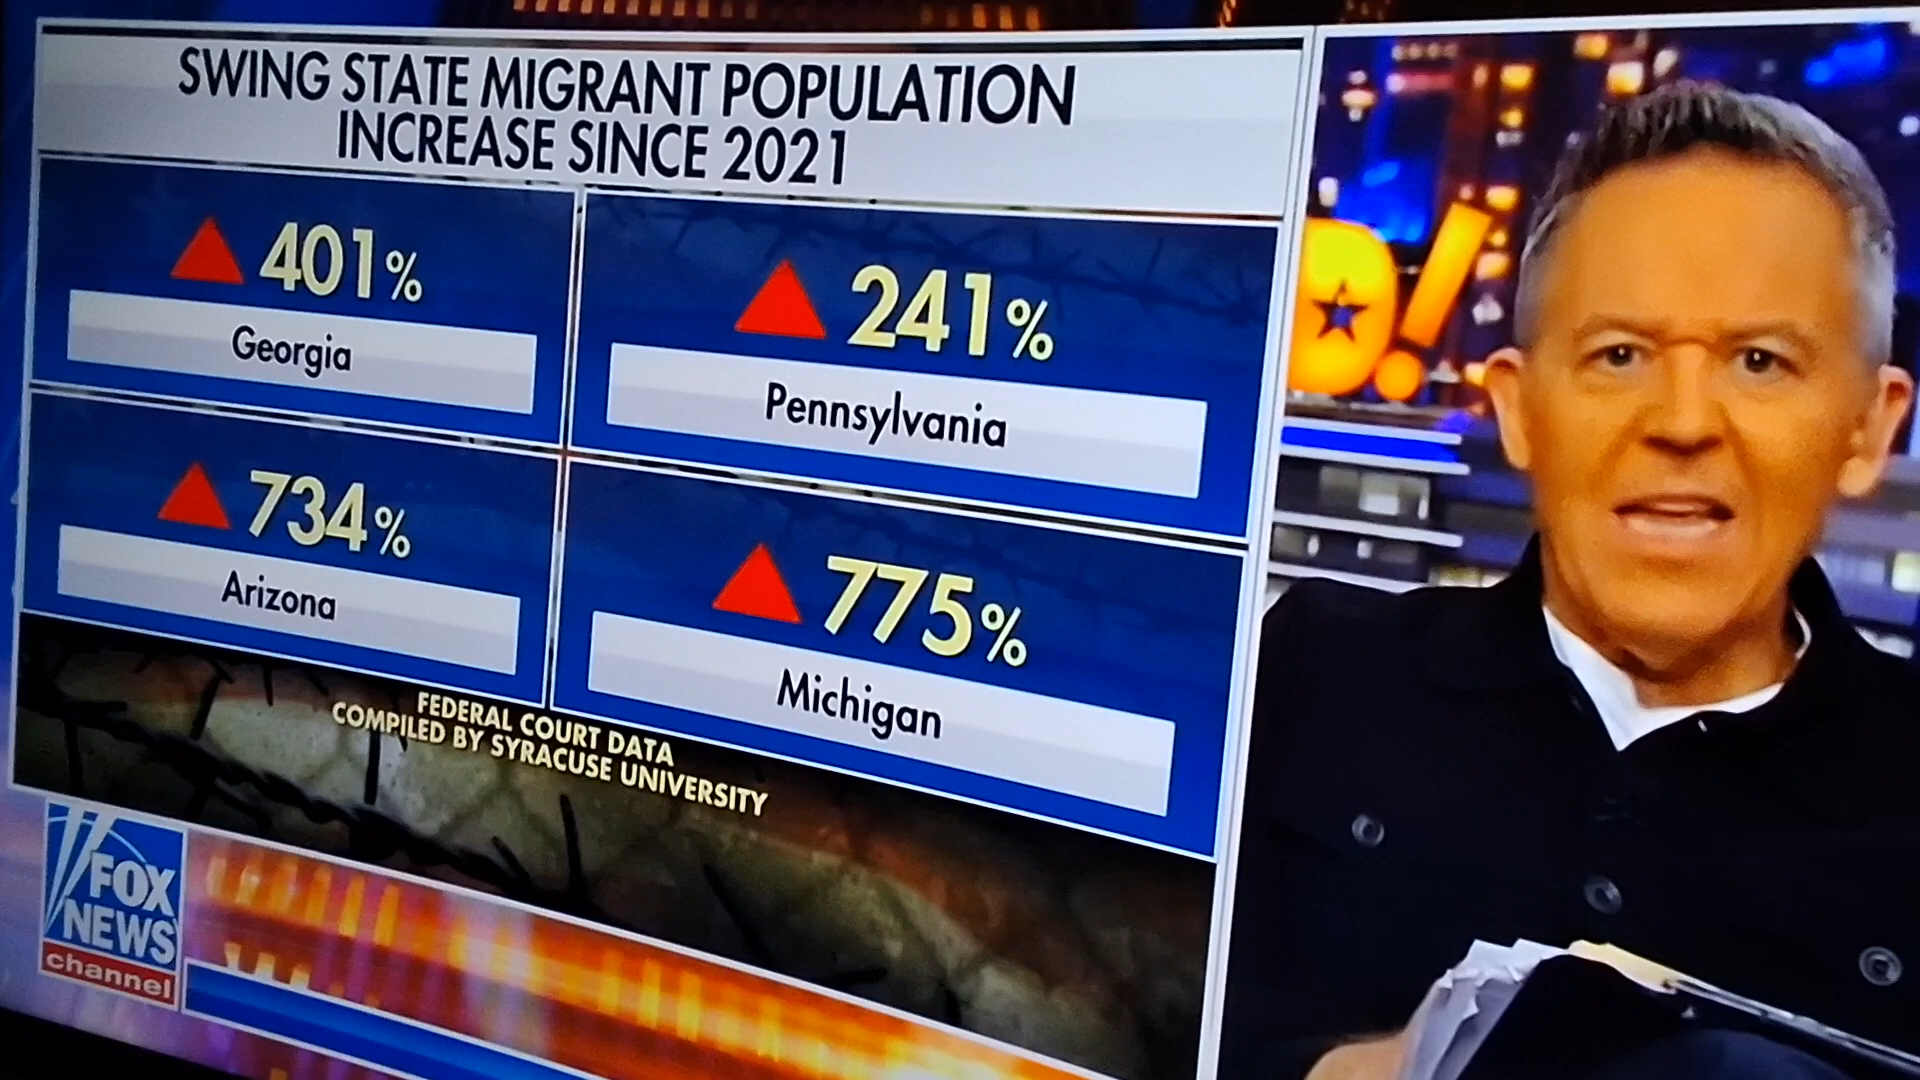 SWING STATE MIGRANT POPULATION
INCREASE SINCE 2021
401%
Georgia
241%
Pennsylvania
734%
Arizona
775%
Michigan
FEDERAL COURT DATA
COMPILED BY SYRACUSE UNIVERSITY
FOX
NEWS
channel
!